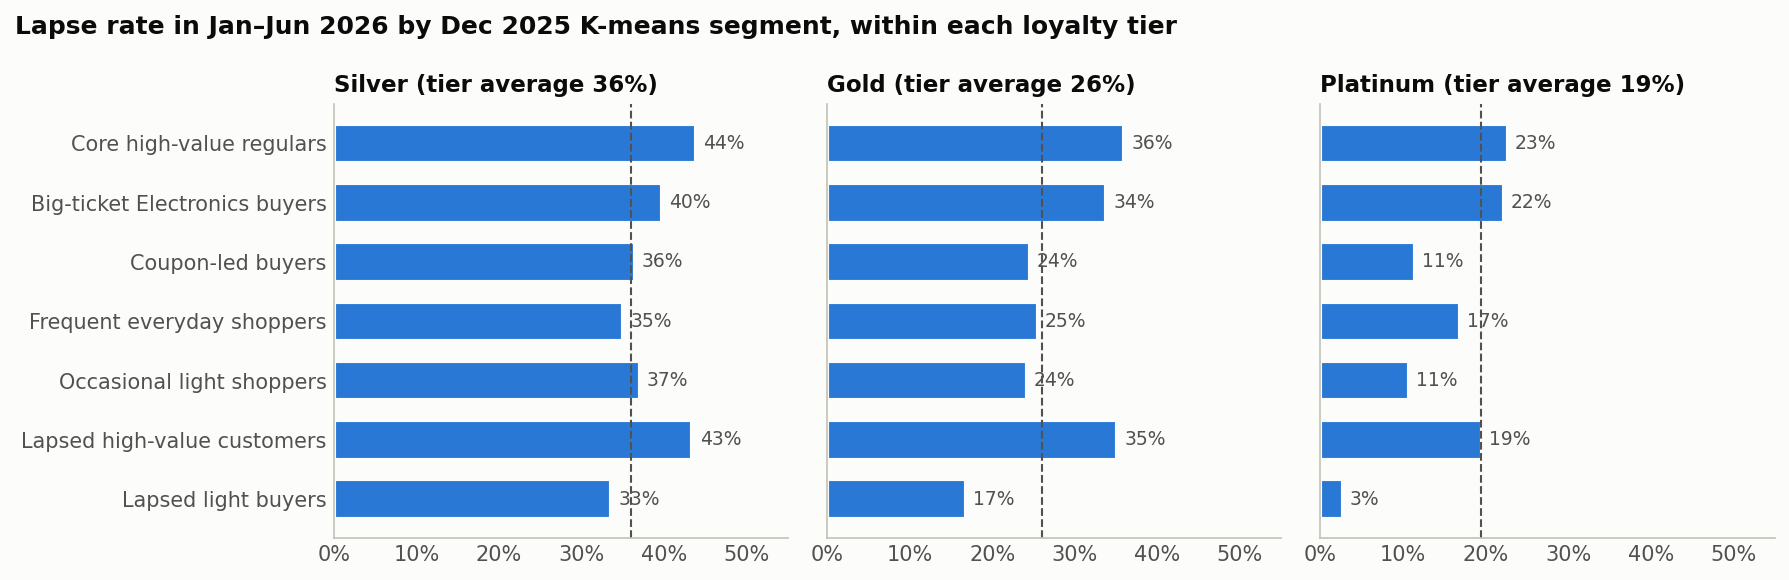 Lapse rate in Jan–Jun 2026 by Dec 2025 K-means segment, within each loyalty tier
Silver (tier average 36%)
Gold (tier average 26%)
Platinum (tier average 19%)
Core high-value regulars 44% 36% 23%
Big-ticket Electronics buyers 40% 34% 22%
Coupon-led buyers 36% 24% 11%
Frequent everyday shoppers 35% 25% 17%
Occasional light shoppers 37% 24% 11%
Lapsed high-value customers 43% 35% 19%
Lapsed light buyers 33% 17% 3%
0% 10% 20% 30% 40% 50%
0% 10% 20% 30% 40% 50%
0% 10% 20% 30% 40% 50%